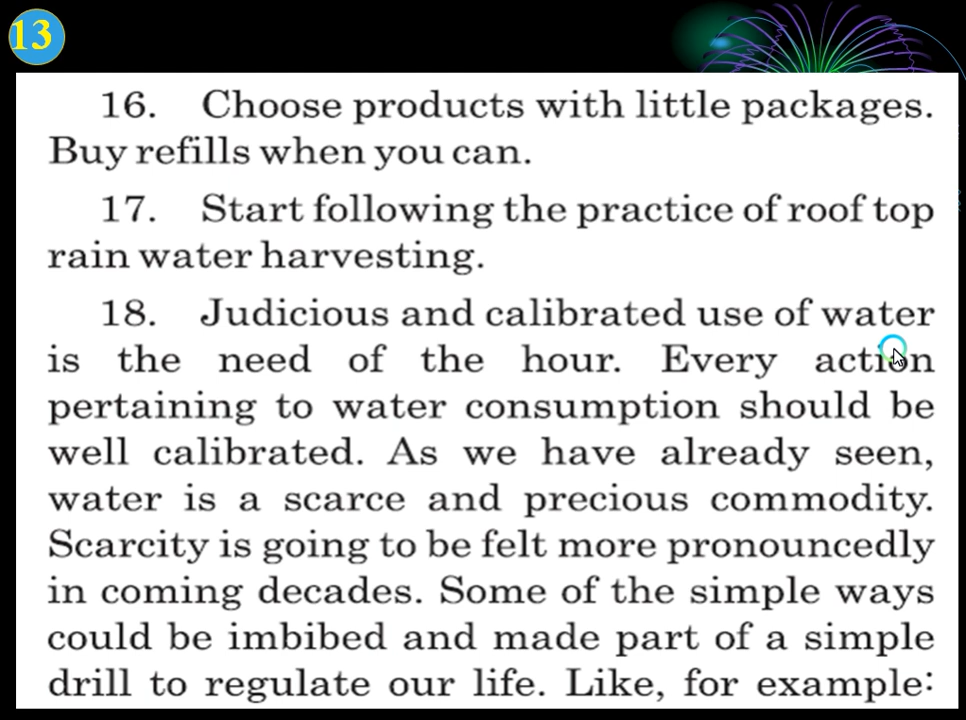 13
16. Choose products with little packages.
Buy refills when you can.
17. Start following the practice of roof top
rain water harvesting.
18. Judicious and calibrated use of water
is the need of the hour. Every action
pertaining to water consumption should be
well calibrated. As we have already seen,
water is a scarce and precious commodity.
Scarcity is going to be felt more pronouncedly
in coming decades. Some of the simple ways
could be imbibed and made part of a simple
drill to regulate our life. Like, for example: